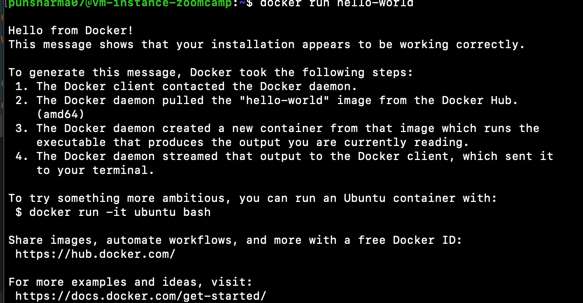 [punsharma07@vm-instance-zoomcamp:~$ docker run hello-world
Hello from Docker!
This message shows that your installation appears to be working correctly.
To generate this message, Docker took the following steps:
1. The Docker client contacted the Docker daemon.
2. The Docker daemon pulled the "hello-world" image from the Docker Hub.
(amd64)
3. The Docker daemon created a new container from that image which runs the
executable that produces the output you are currently reading.
4. The Docker daemon streamed that output to the Docker client, which sent it
to your terminal.
To try something more ambitious, you can run an Ubuntu container with:
$ docker run -it ubuntu bash
Share images, automate workflows, and more with a free Docker ID:
https://hub.docker.com/
For more examples and ideas, visit:
https://docs.docker.com/get-started/